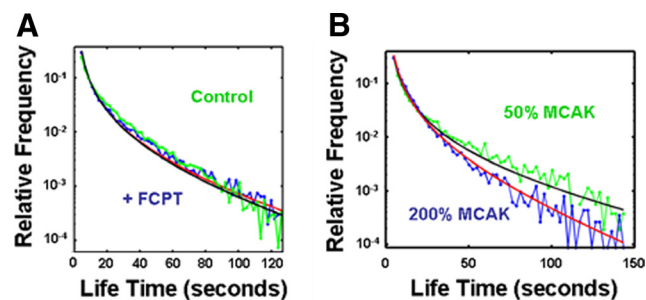 A
Relative Frequency
10-1
10-2
10-3
10-4
Control
+ FCPT
0 20 40 60 80 100 120
Life Time (seconds)
B
Relative Frequency
10-1
10-2
10-3
10-4
50% MCAK
200% MCAK
0 50 100 150
Life Time (seconds)